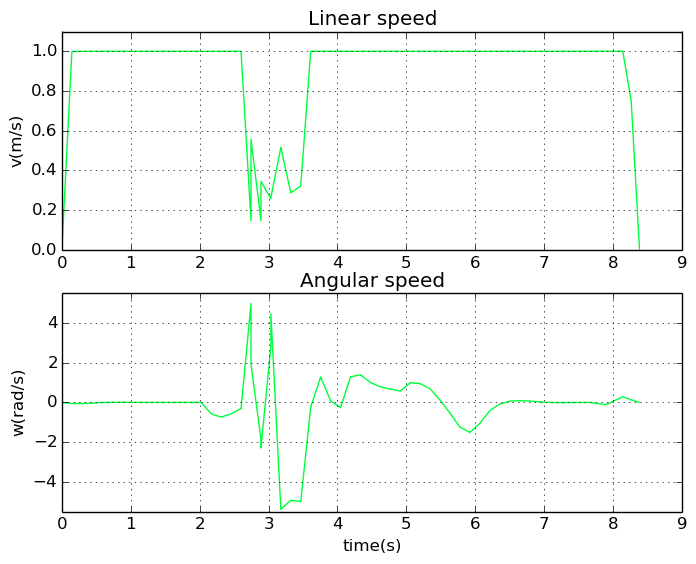 Linear speed
v(m/s)
1.0
0.8
0.6
0.4
0.2
0.0
0 1 2 3 4 5 6 7 8 9
Angular speed
w(rad/s)
4
2
0
−2
−4
0 1 2 3 4 5 6 7 8 9
time(s)